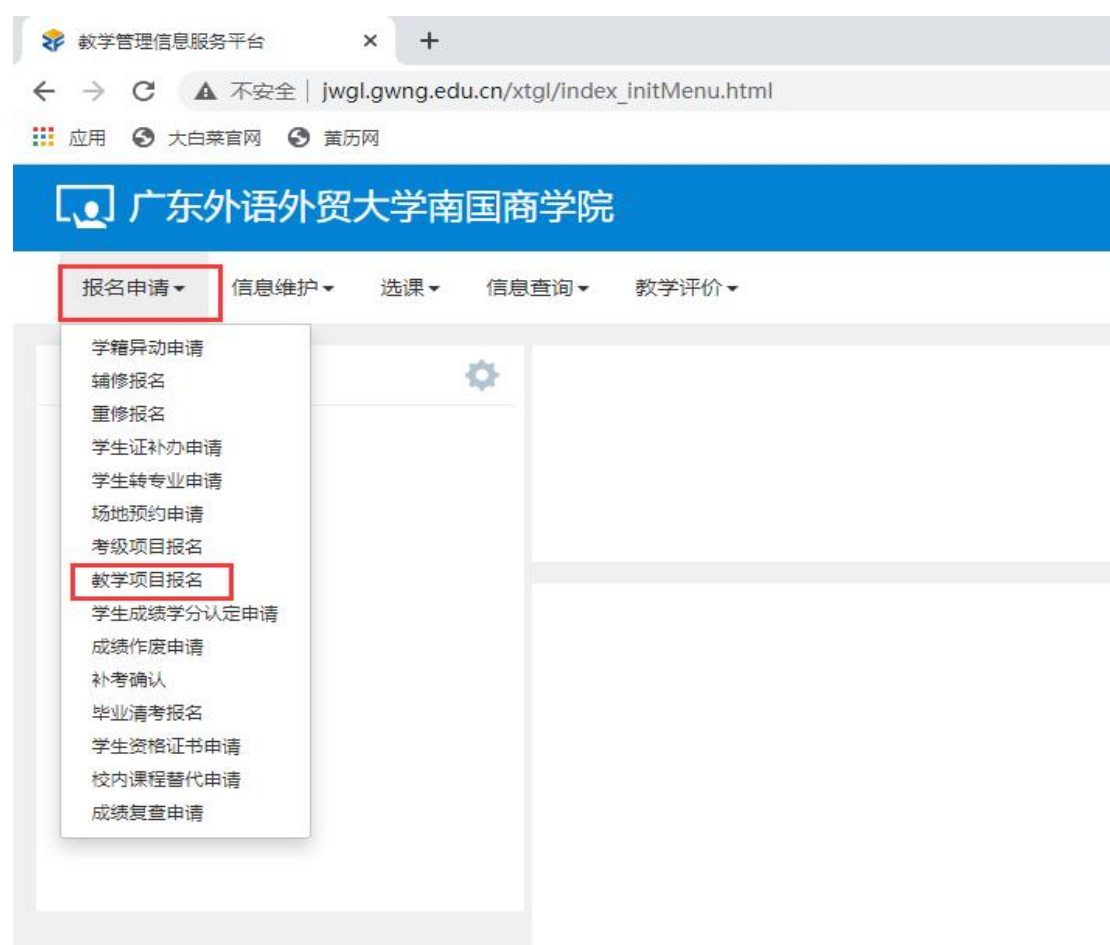 教学管理信息服务平台
不安全 | jwgl.gwng.edu.cn/xtgl/index_initMenu.html
应用 大白菜官网 黄历网
广东外语外贸大学南国商学院
报名申请 信息维护 选课 信息查询 教学评价
学籍异动申请
辅修报名
重修报名
学生证补办申请
学生转专业申请
场地预约申请
考级项目报名
教学项目报名
学生成绩学分认定申请
成绩作废申请
补考确认
毕业清考报名
学生资格证书申请
校内课程替代申请
成绩复查申请